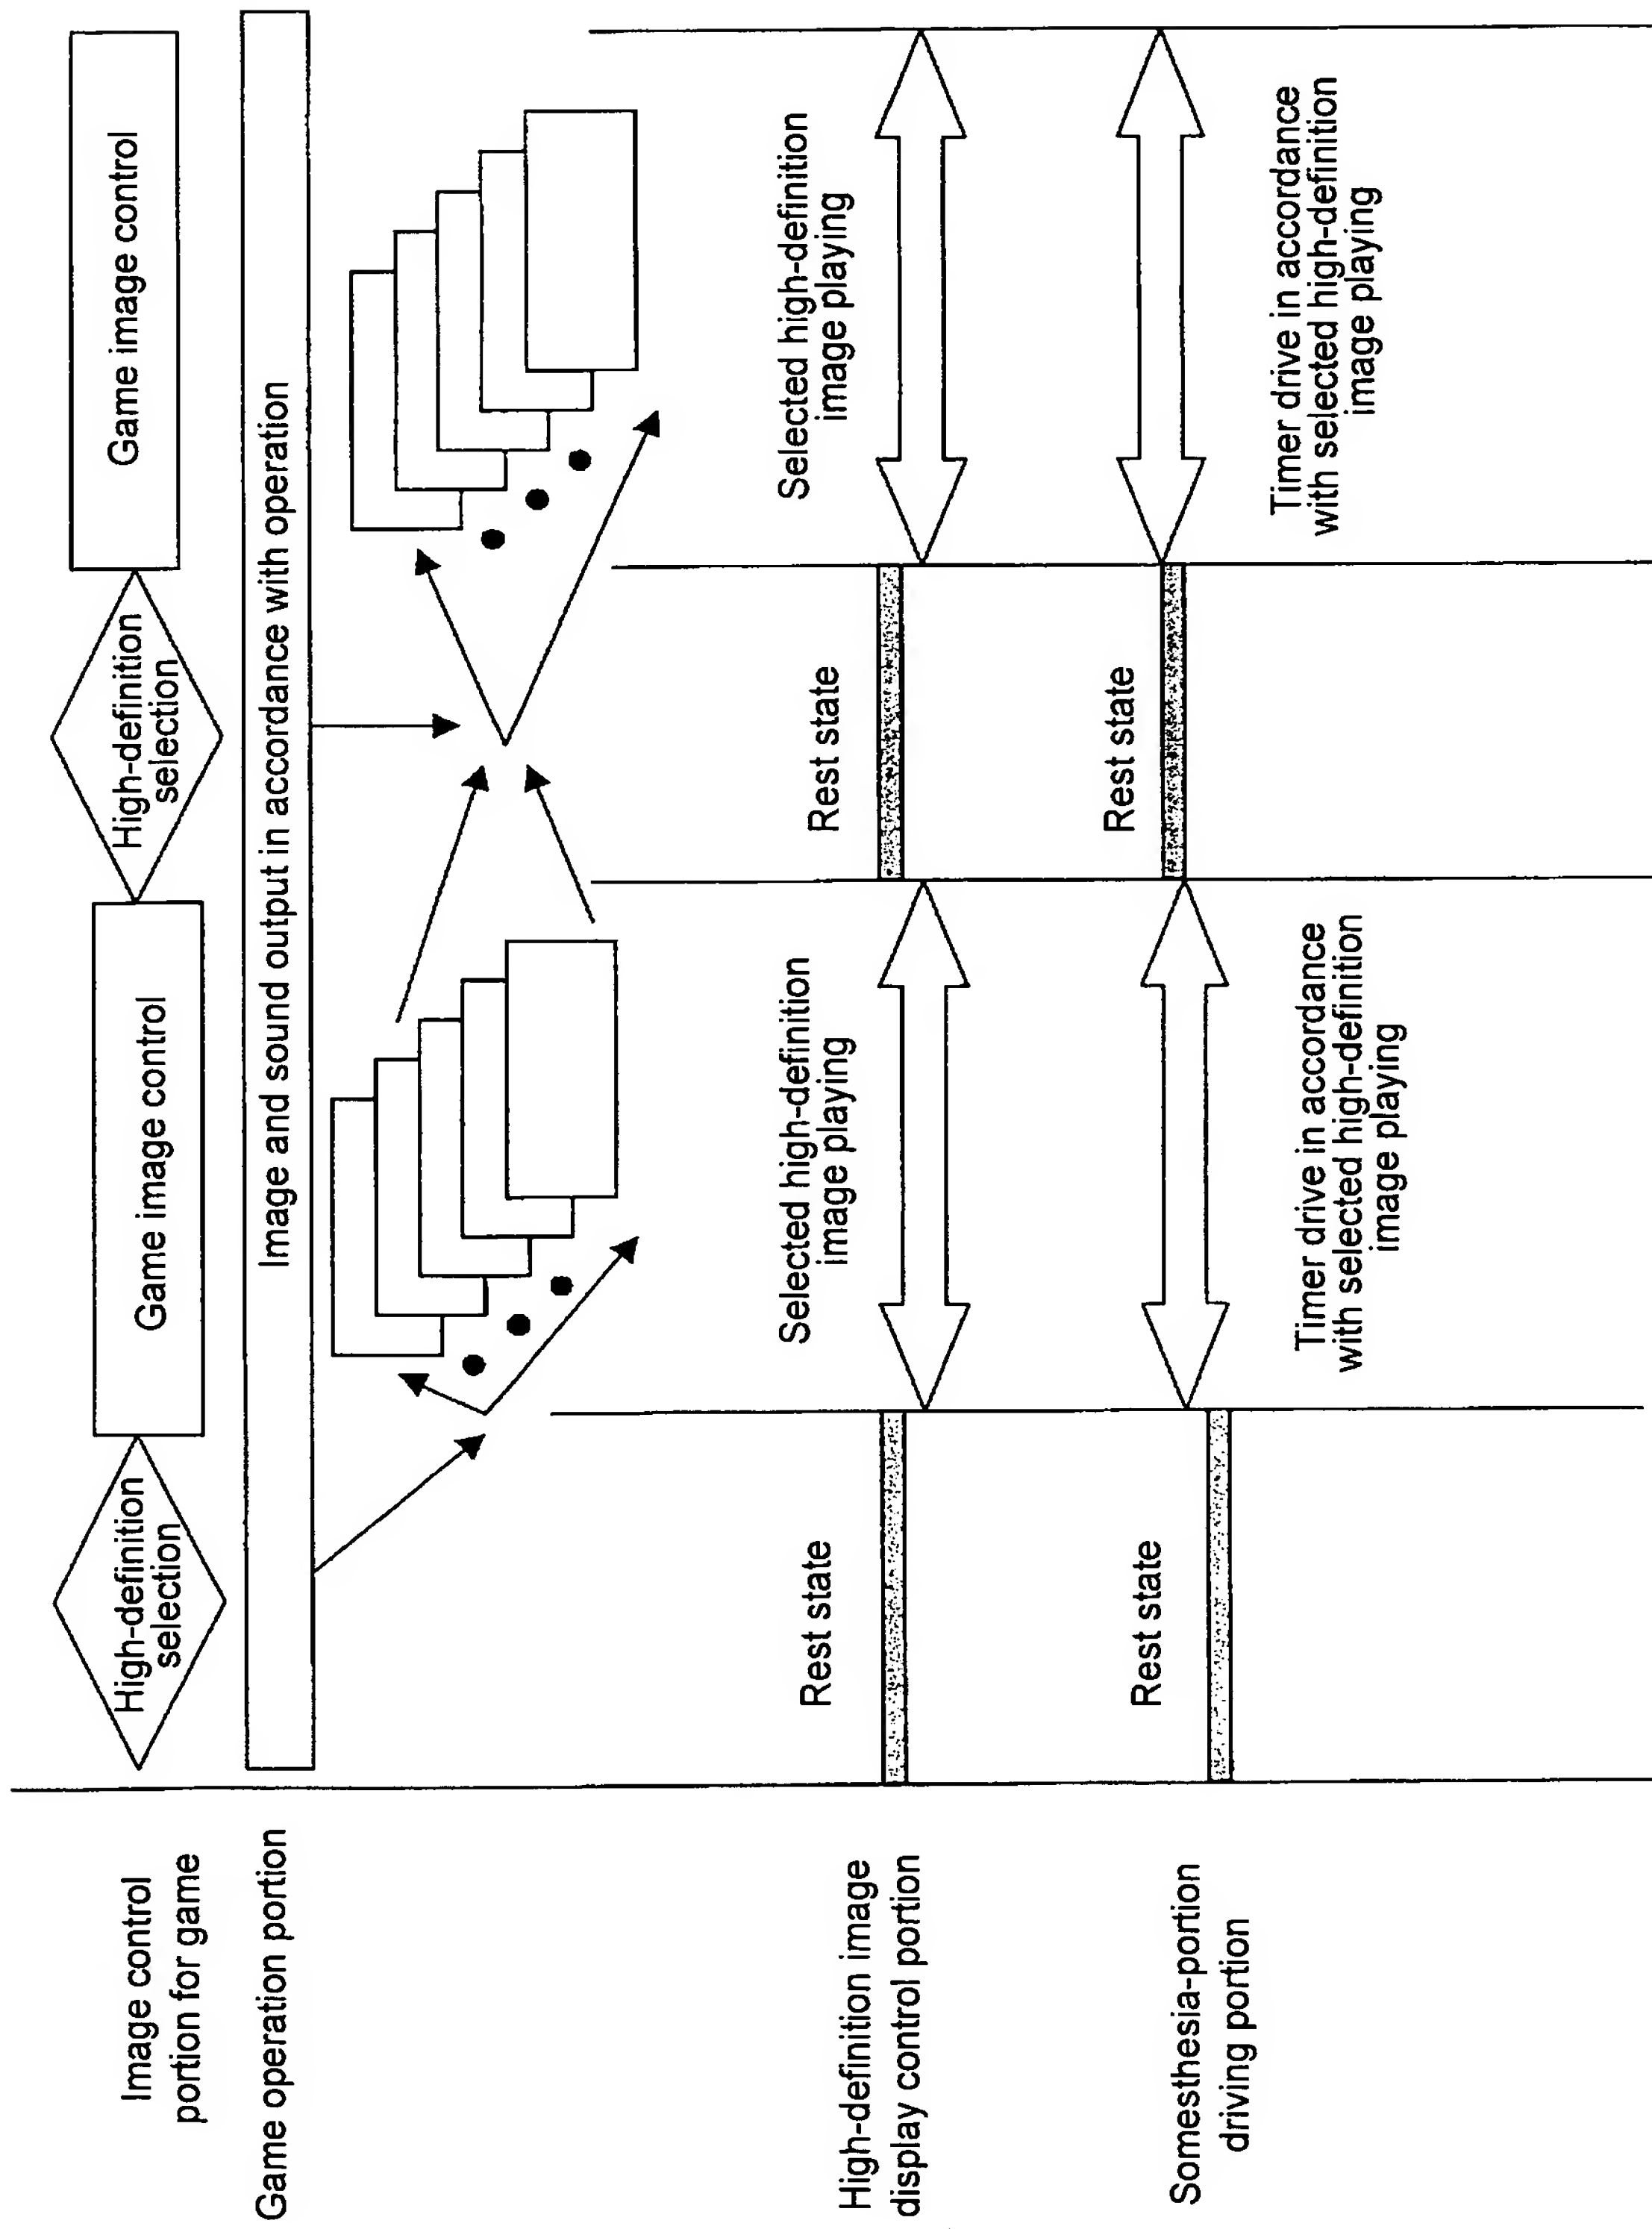 Image control
portion for game
High-definition
selection
Game image control
High-definition
selection
Game image control
Game operation portion
Image and sound output in accordance with operation
High-definition image
display control portion
Rest state
Selected high-definition
image playing
Rest state
Selected high-definition
image playing
Somesthesia-portion
driving portion
Rest state
Timer drive in accordance
with selected high-definition
image playing
Rest state
Timer drive in accordance
with selected high-definition
image playing